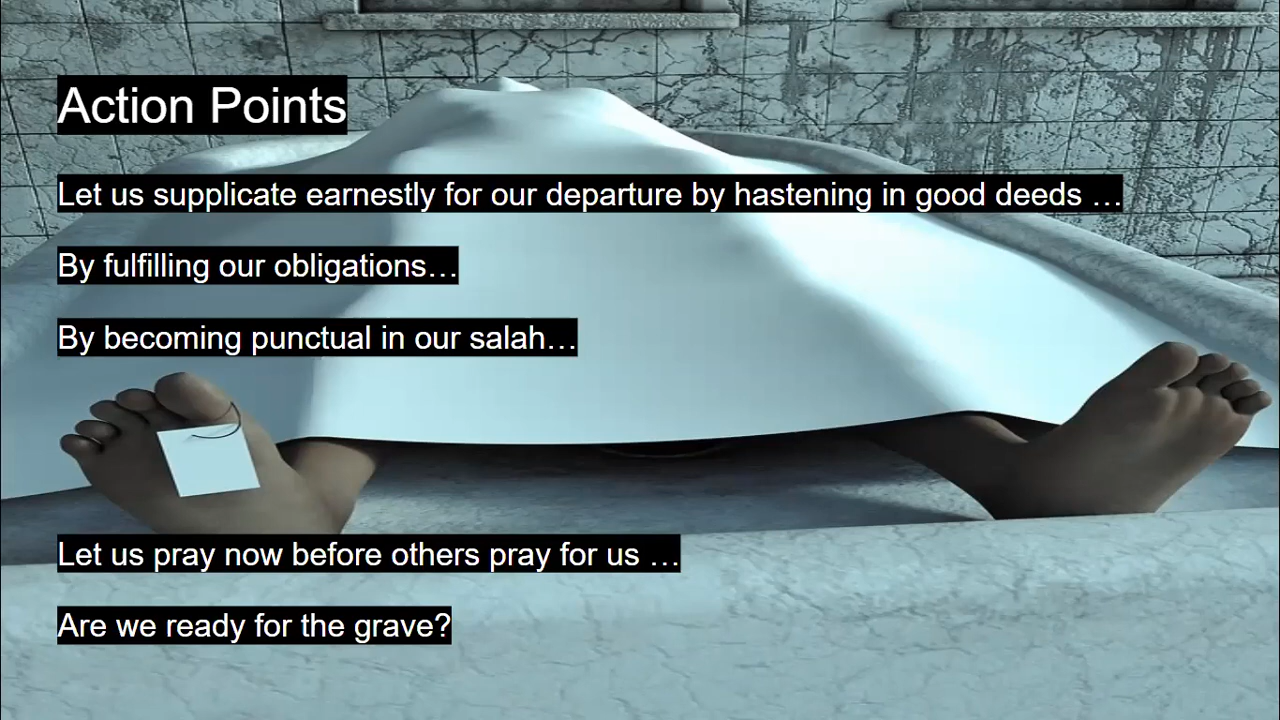 Action Points
Let us supplicate earnestly for our departure by hastening in good deeds …
By fulfilling our obligations…
By becoming punctual in our salah…
Let us pray now before others pray for us …
Are we ready for the grave?